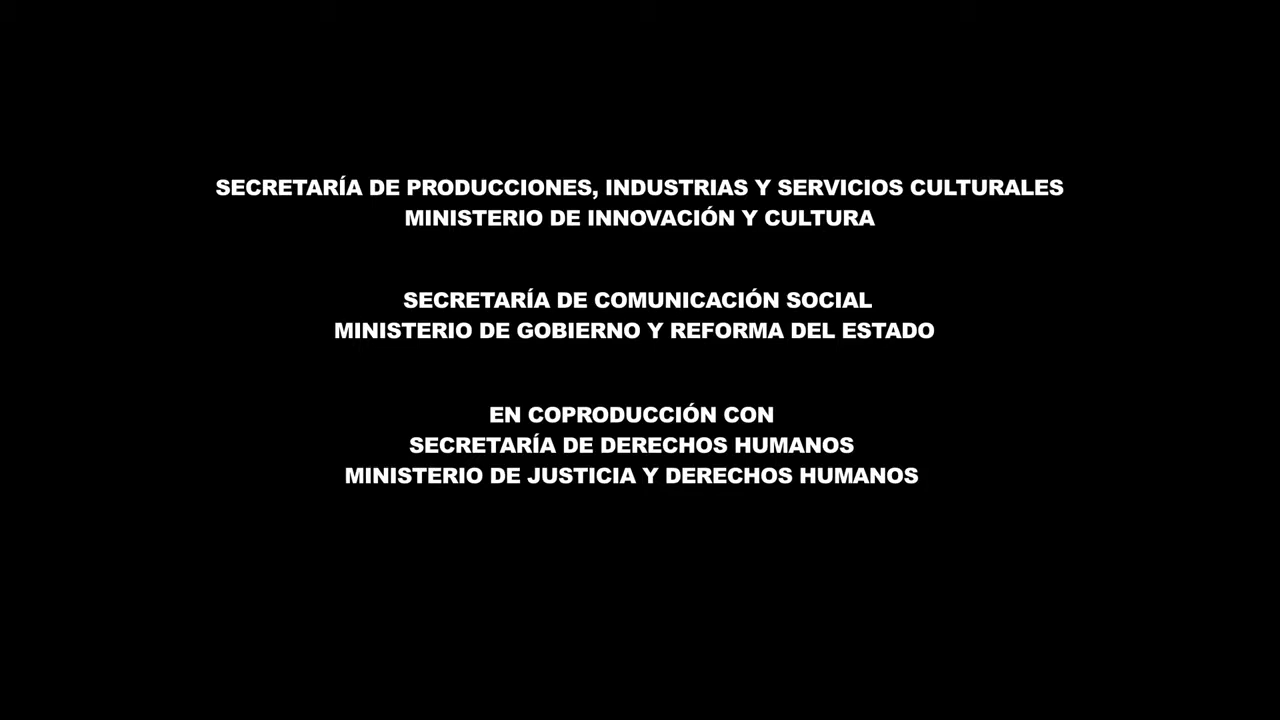 SECRETARÍA DE PRODUCCIONES, INDUSTRIAS Y SERVICIOS CULTURALES
MINISTERIO DE INNOVACIÓN Y CULTURA
SECRETARÍA DE COMUNICACIÓN SOCIAL
MINISTERIO DE GOBIERNO Y REFORMA DEL ESTADO
EN COPRODUCCIÓN CON
SECRETARÍA DE DERECHOS HUMANOS
MINISTERIO DE JUSTICIA Y DERECHOS HUMANOS